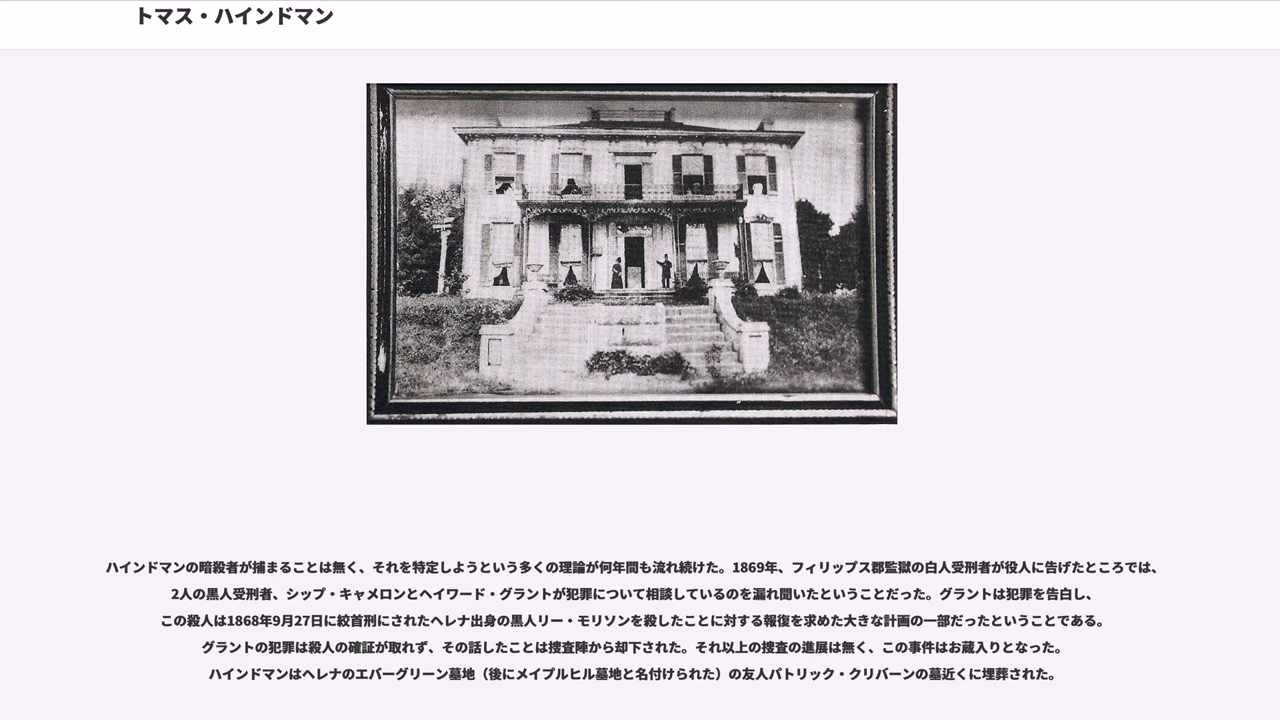 トマス・ハインドマン
ハインドマンの暗殺者が捕まることは無く、それを特定しようという多くの理論が何年間も流れ続けた。1869年、フィリップス郡監獄の白人受刑者が役人に告げたところでは、
2人の黒人受刑者、シップ・キャメロンとヘイワード・グラントが犯罪について相談しているのを漏れ聞いたということだった。グラントは犯罪を告白し、
この殺人は1868年9月27日に絞首刑にされたヘレナ出身の黒人リー・モリソンを殺したことに対する報復を求めた大きな計画の一部だったということである。
グラントの犯罪は殺人の確証が取れず、その話したことは捜査陣から却下された。それ以上の捜査の進展は無く、この事件はお蔵入りとなった。
ハインドマンはヘレナのエバーグリーン墓地（後にメイプルヒル墓地と名付けられた）の友人パトリック・クリバーンの墓近くに埋葬された。